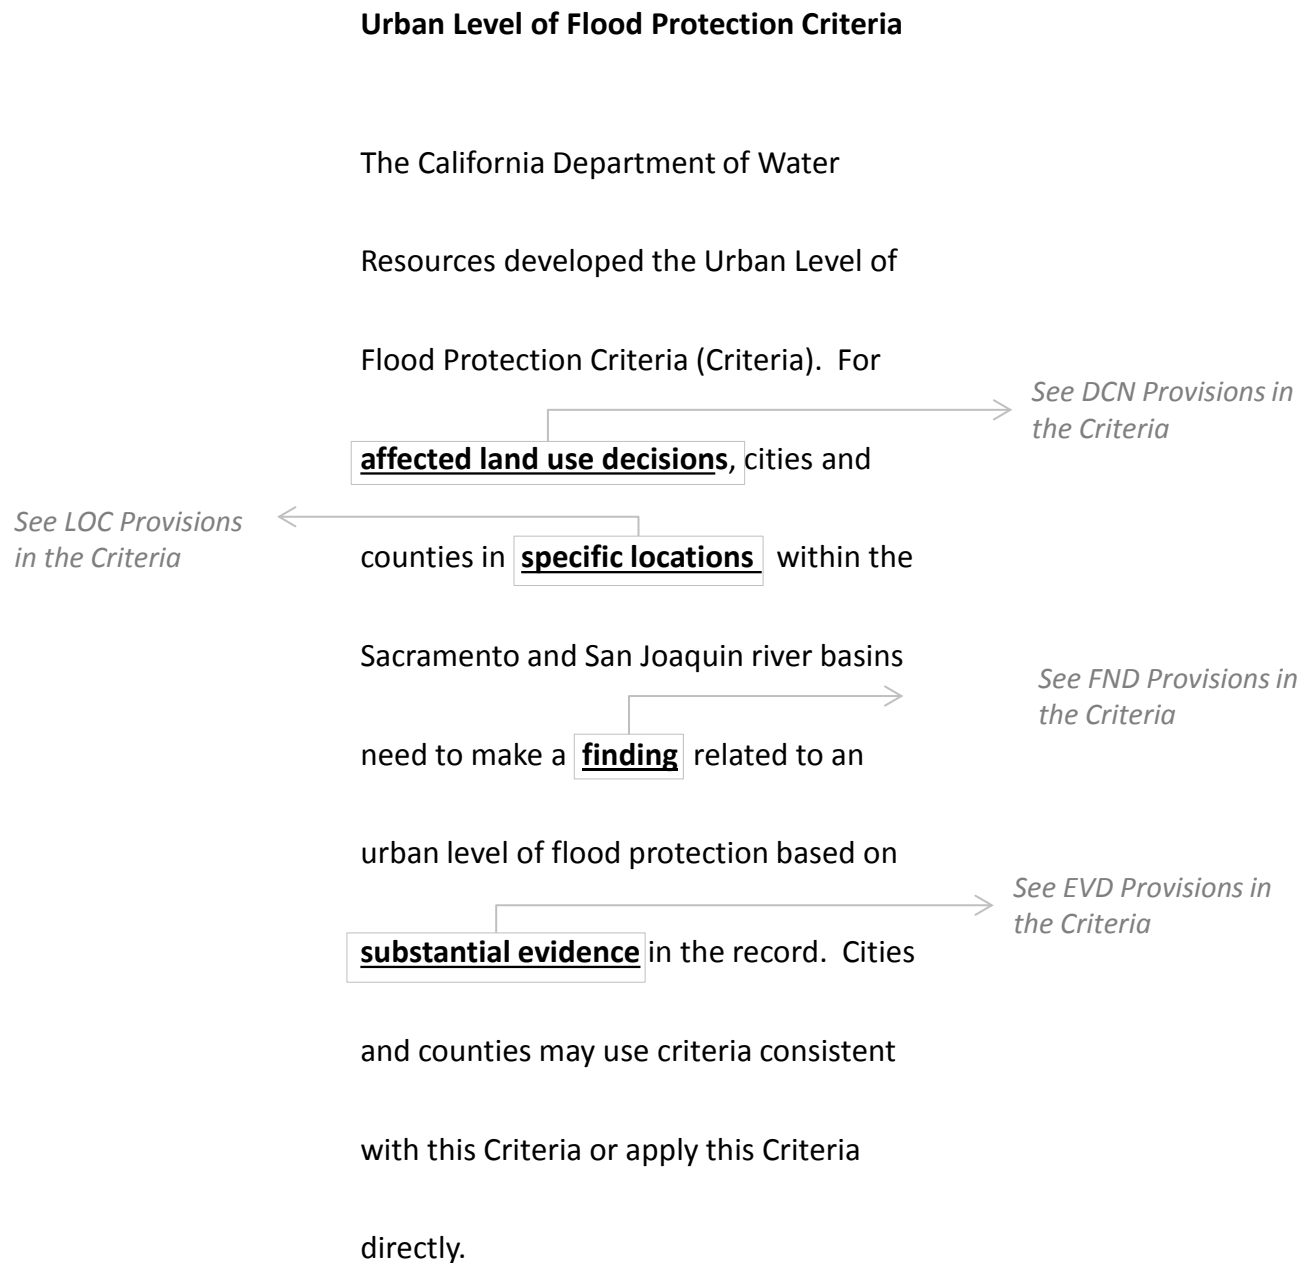 Urban Level of Flood Protection Criteria
The California Department of Water
Resources developed the Urban Level of
Flood Protection Criteria (Criteria).  For
See DCN Provisions in
the Criteria
affected land use decisions, cities and
See LOC Provisions
in the Criteria
counties in specific locations within the
Sacramento and San Joaquin river basins
See FND Provisions in
the Criteria
need to make a finding related to an
urban level of flood protection based on
See EVD Provisions in
the Criteria
substantial evidence in the record.  Cities
and counties may use criteria consistent
with this Criteria or apply this Criteria
directly.